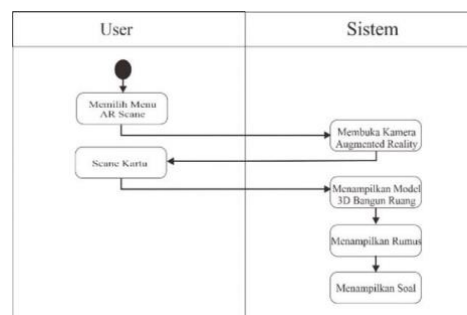 User
Sistem
Memilih Menu
AR Scane
Membuka Kamera
Augmented Reality
Scane Kartu
Menampilkan Model
3D Bangun Ruang
Menampilkan Rumus
Menampilkan Soal